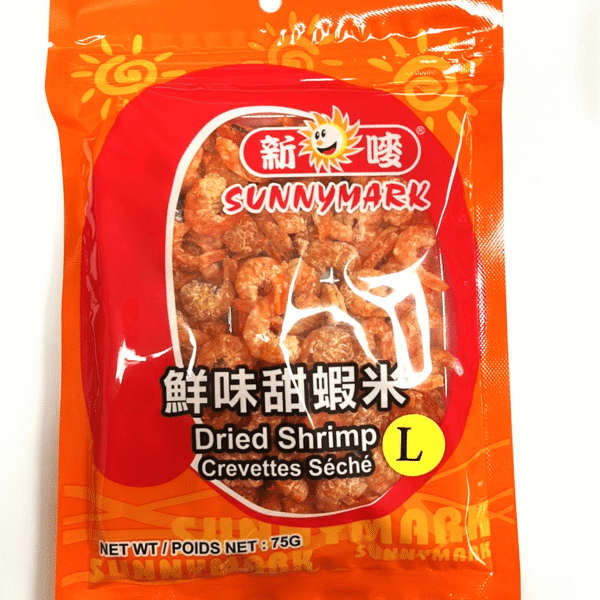 新 嘜®
SUNNYMARK
鮮味甜蝦米
Dried Shrimp
Crevettes Séché
L
SUNNYMARK
NET WT / POIDS NET : 75G
SUNNYMARK
SUNNYMARK